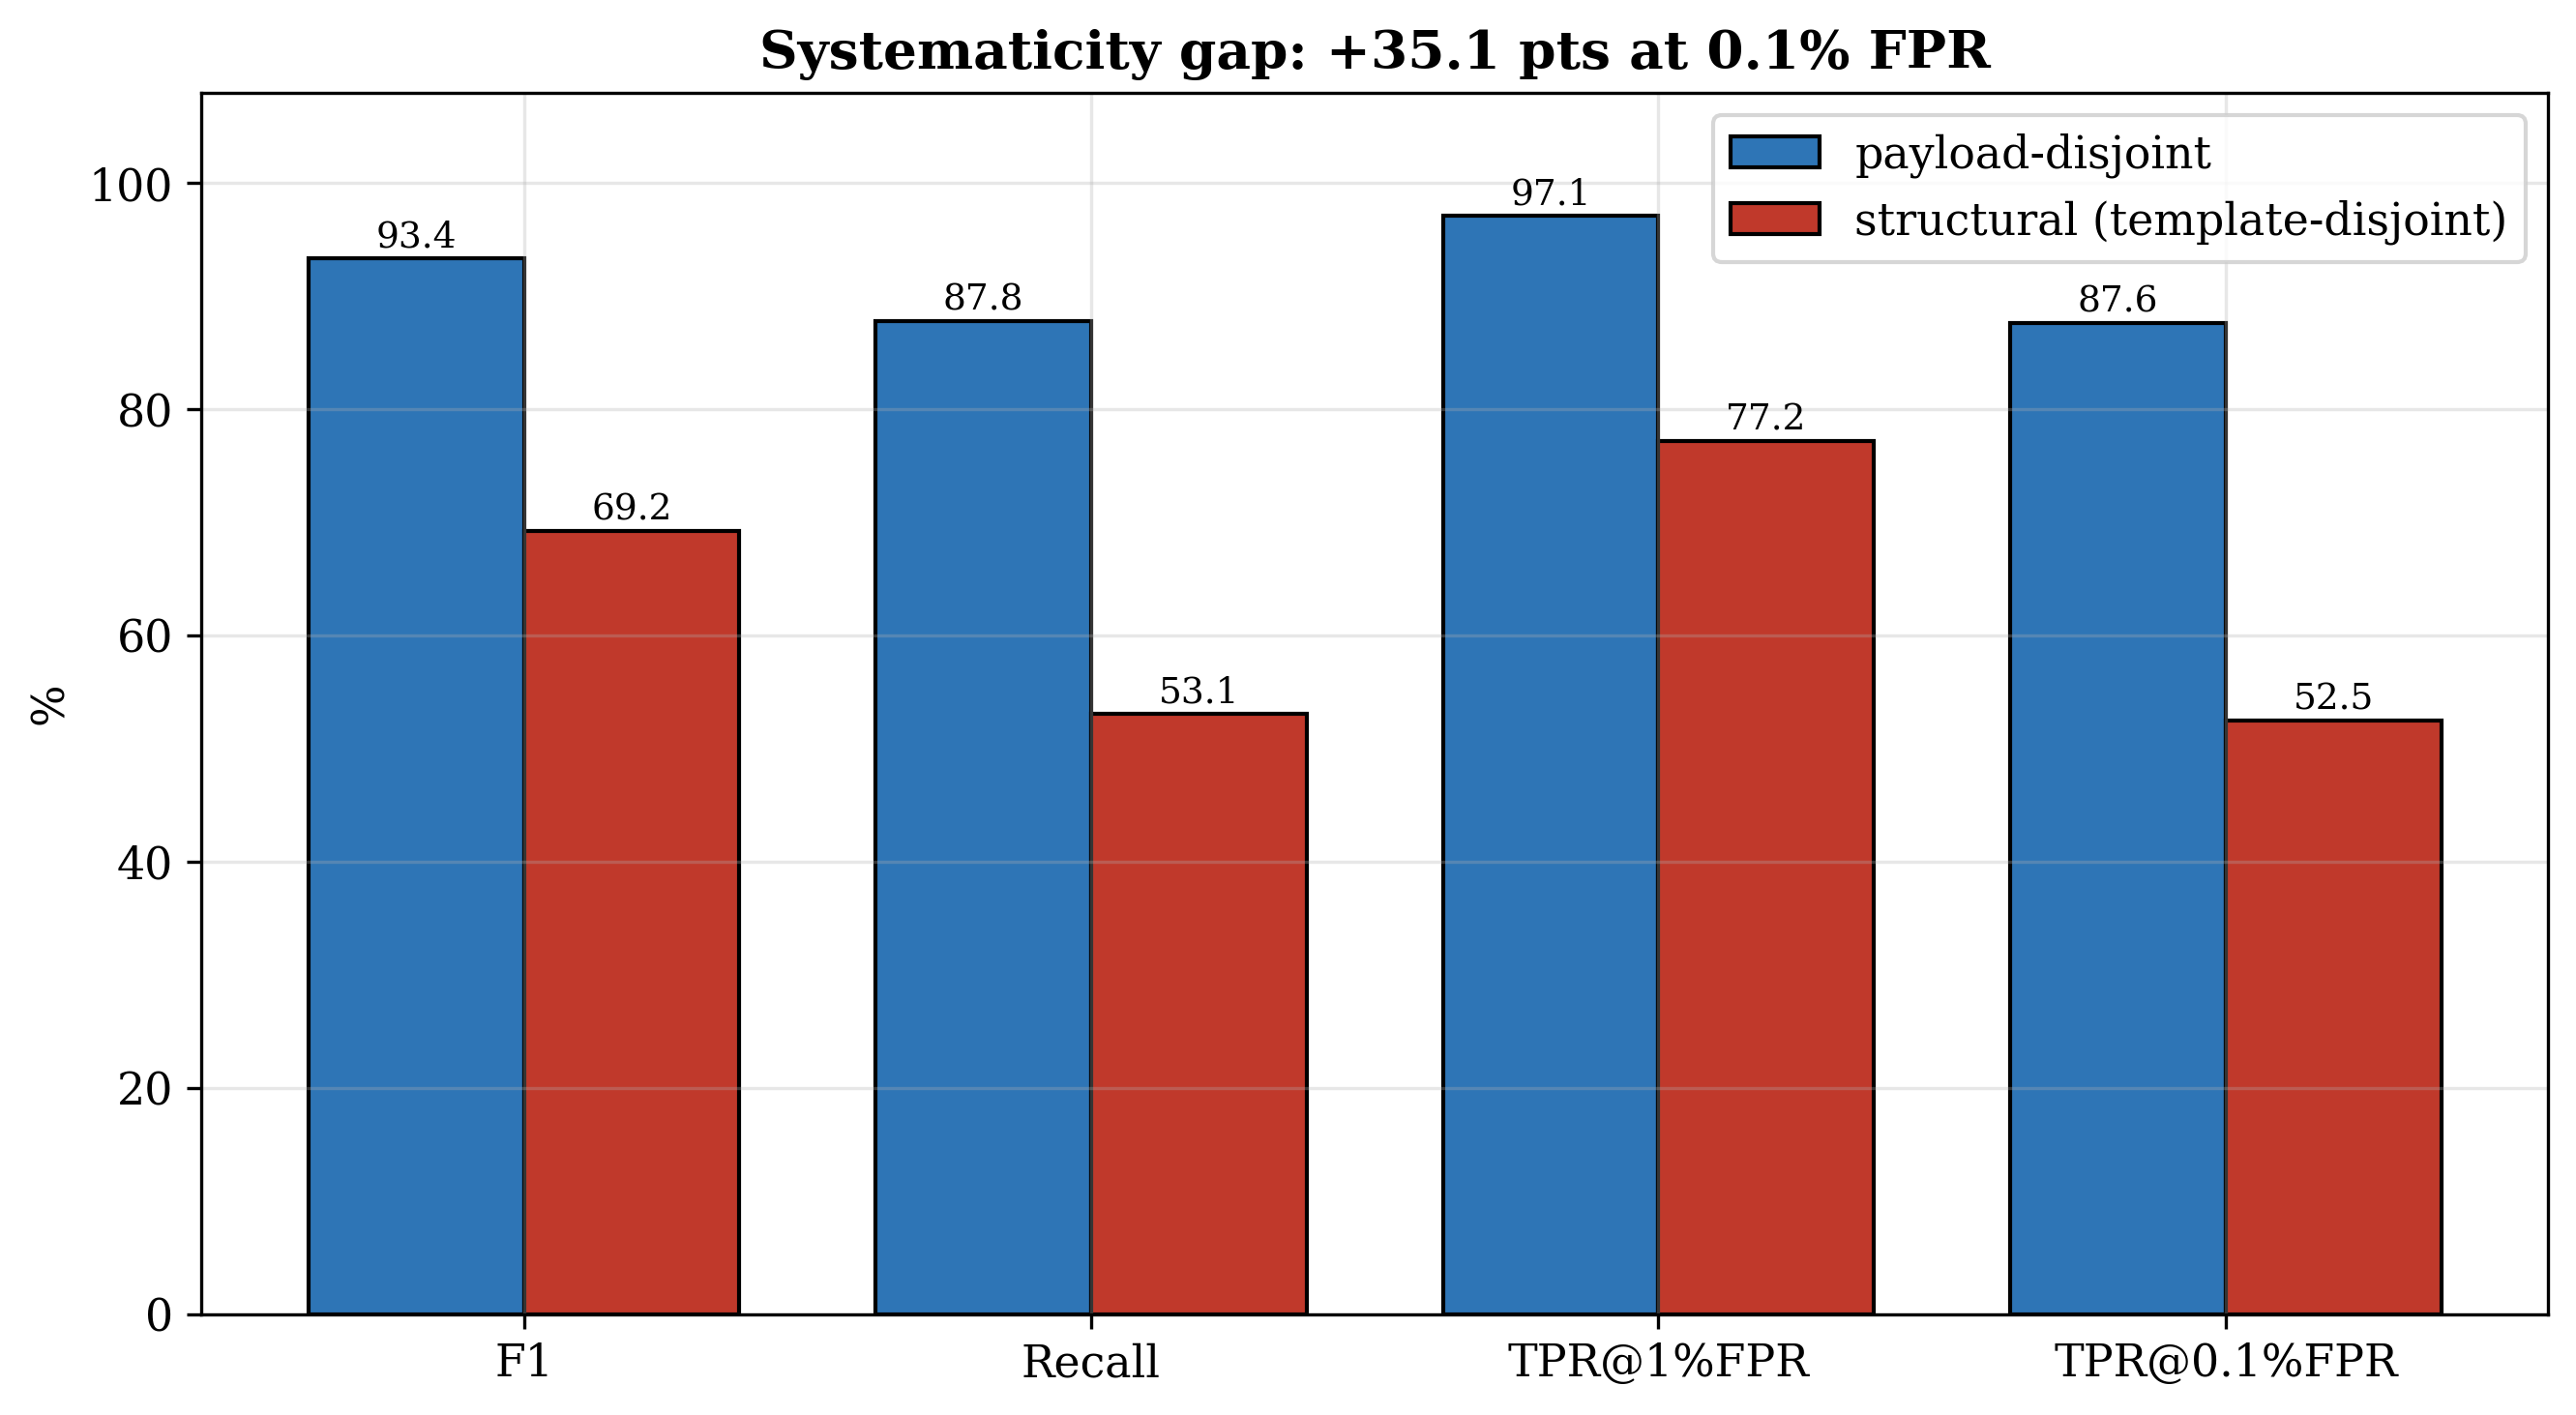 Systematicity gap: +35.1 pts at 0.1% FPR
payload-disjoint
structural (template-disjoint)
%
100
80
60
40
20
0
93.4
69.2
87.8
53.1
97.1
77.2
87.6
52.5
F1
Recall
TPR@1%FPR
TPR@0.1%FPR